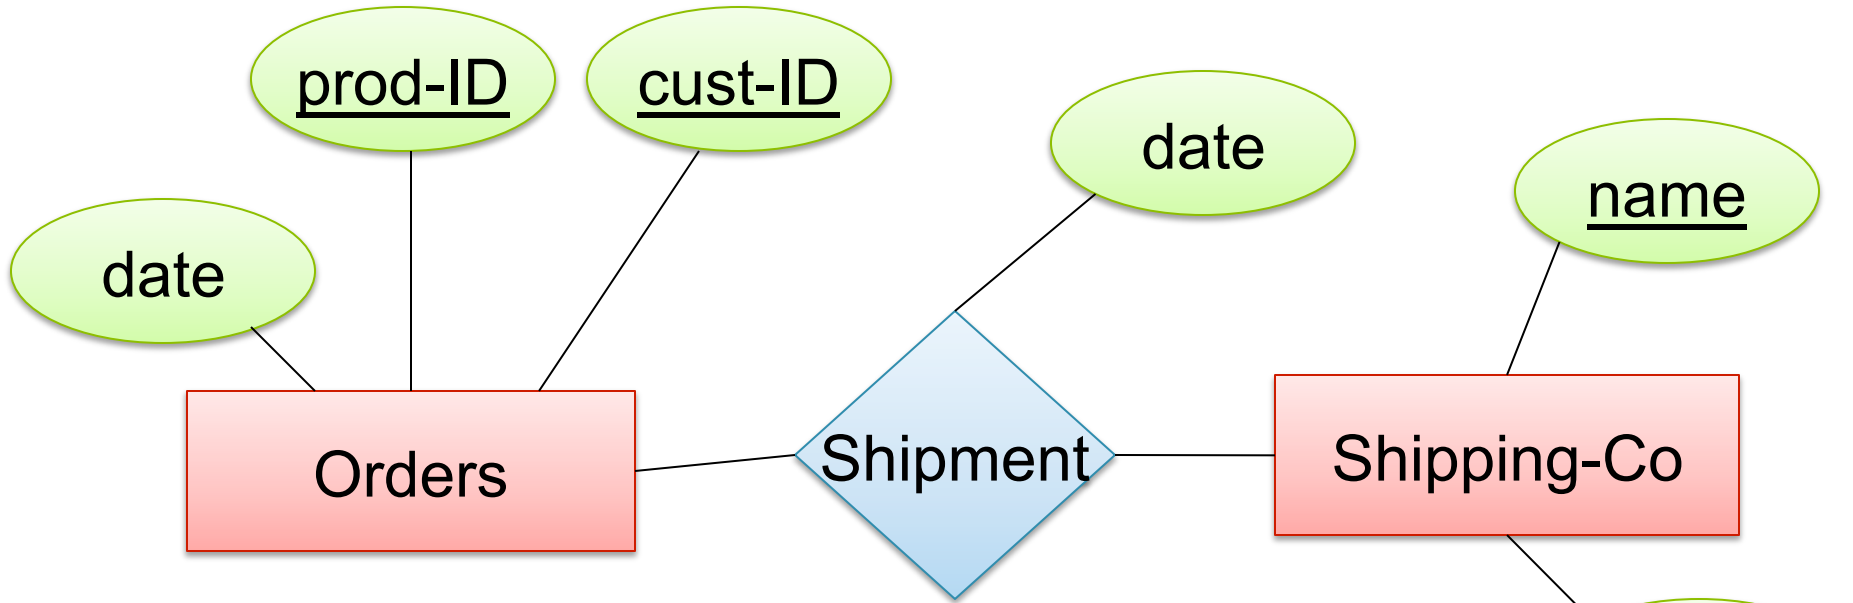 prod-ID
cust-ID
date
name
date
Orders
Shipment
Shipping-Co